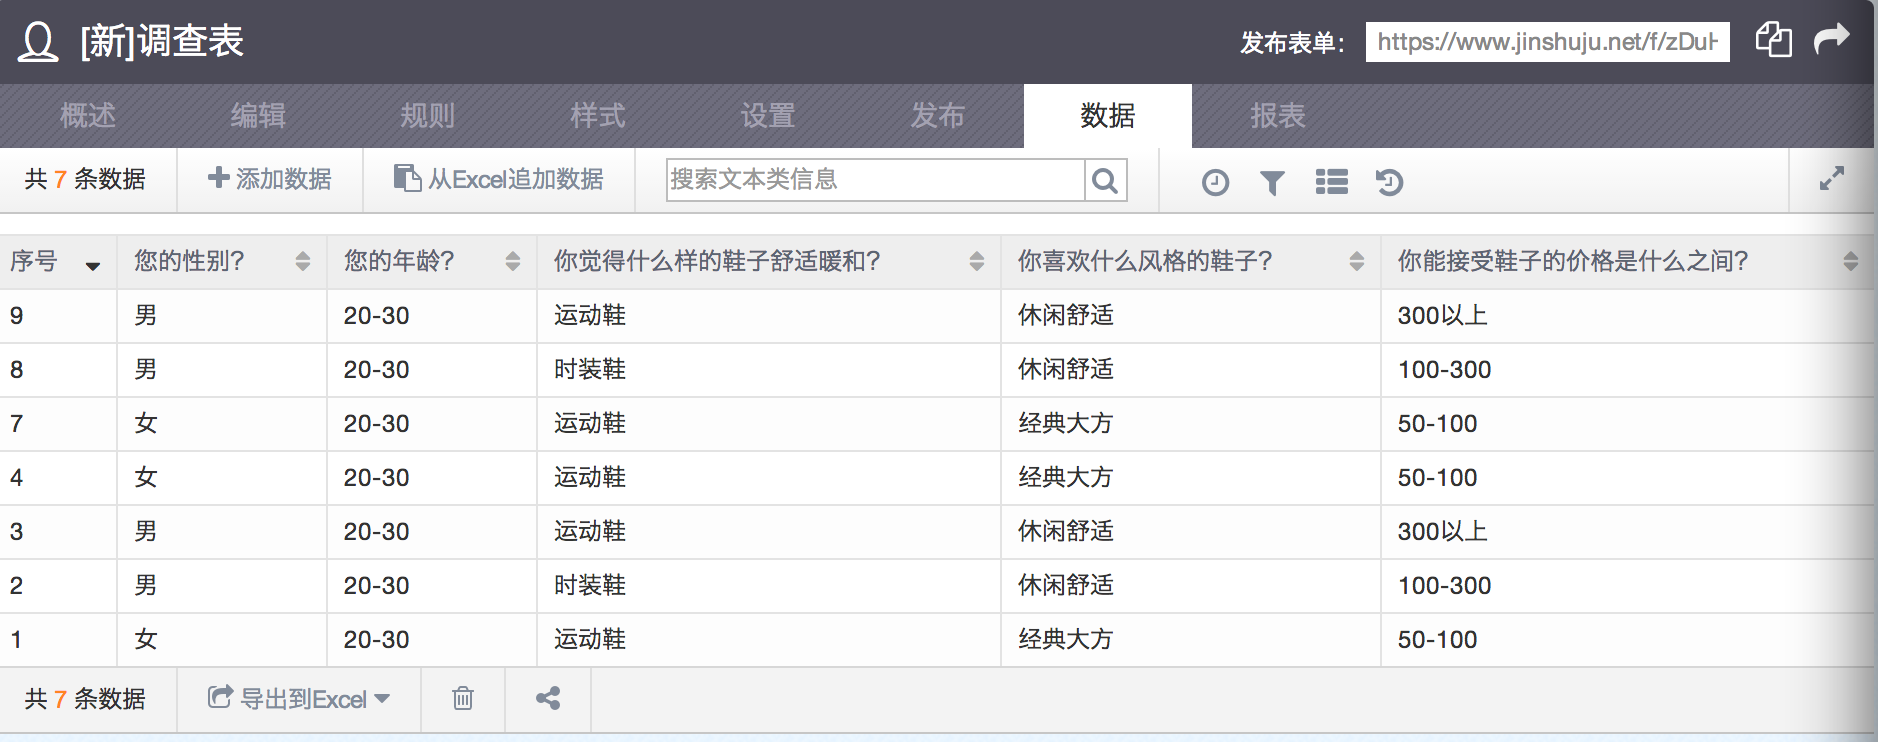 [新]调查表 发布表单： https://www.jinshuju.net/f/zDu
概述 编辑 规则 样式 设置 发布 数据 报表
共 7 条数据 添加数据 从Excel追加数据 搜索文本类信息
序号 您的性别? 您的年龄? 你觉得什么样的鞋子舒适暖和? 你喜欢什么风格的鞋子? 你能接受鞋子的价格是什么之间?
9 男 20-30 运动鞋 休闲舒适 300以上
8 男 20-30 时装鞋 休闲舒适 100-300
7 女 20-30 运动鞋 经典大方 50-100
4 女 20-30 运动鞋 经典大方 50-100
3 男 20-30 运动鞋 休闲舒适 300以上
2 男 20-30 时装鞋 休闲舒适 100-300
1 女 20-30 运动鞋 经典大方 50-100
共 7 条数据 导出到Excel